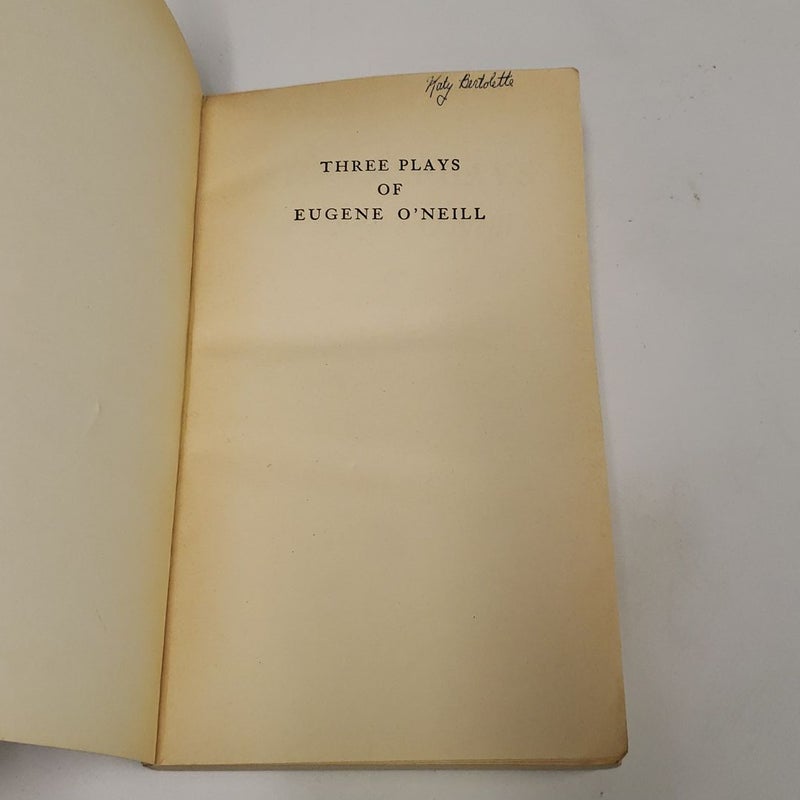 Katy Bertolette
THREE PLAYS
OF
EUGENE O'NEILL